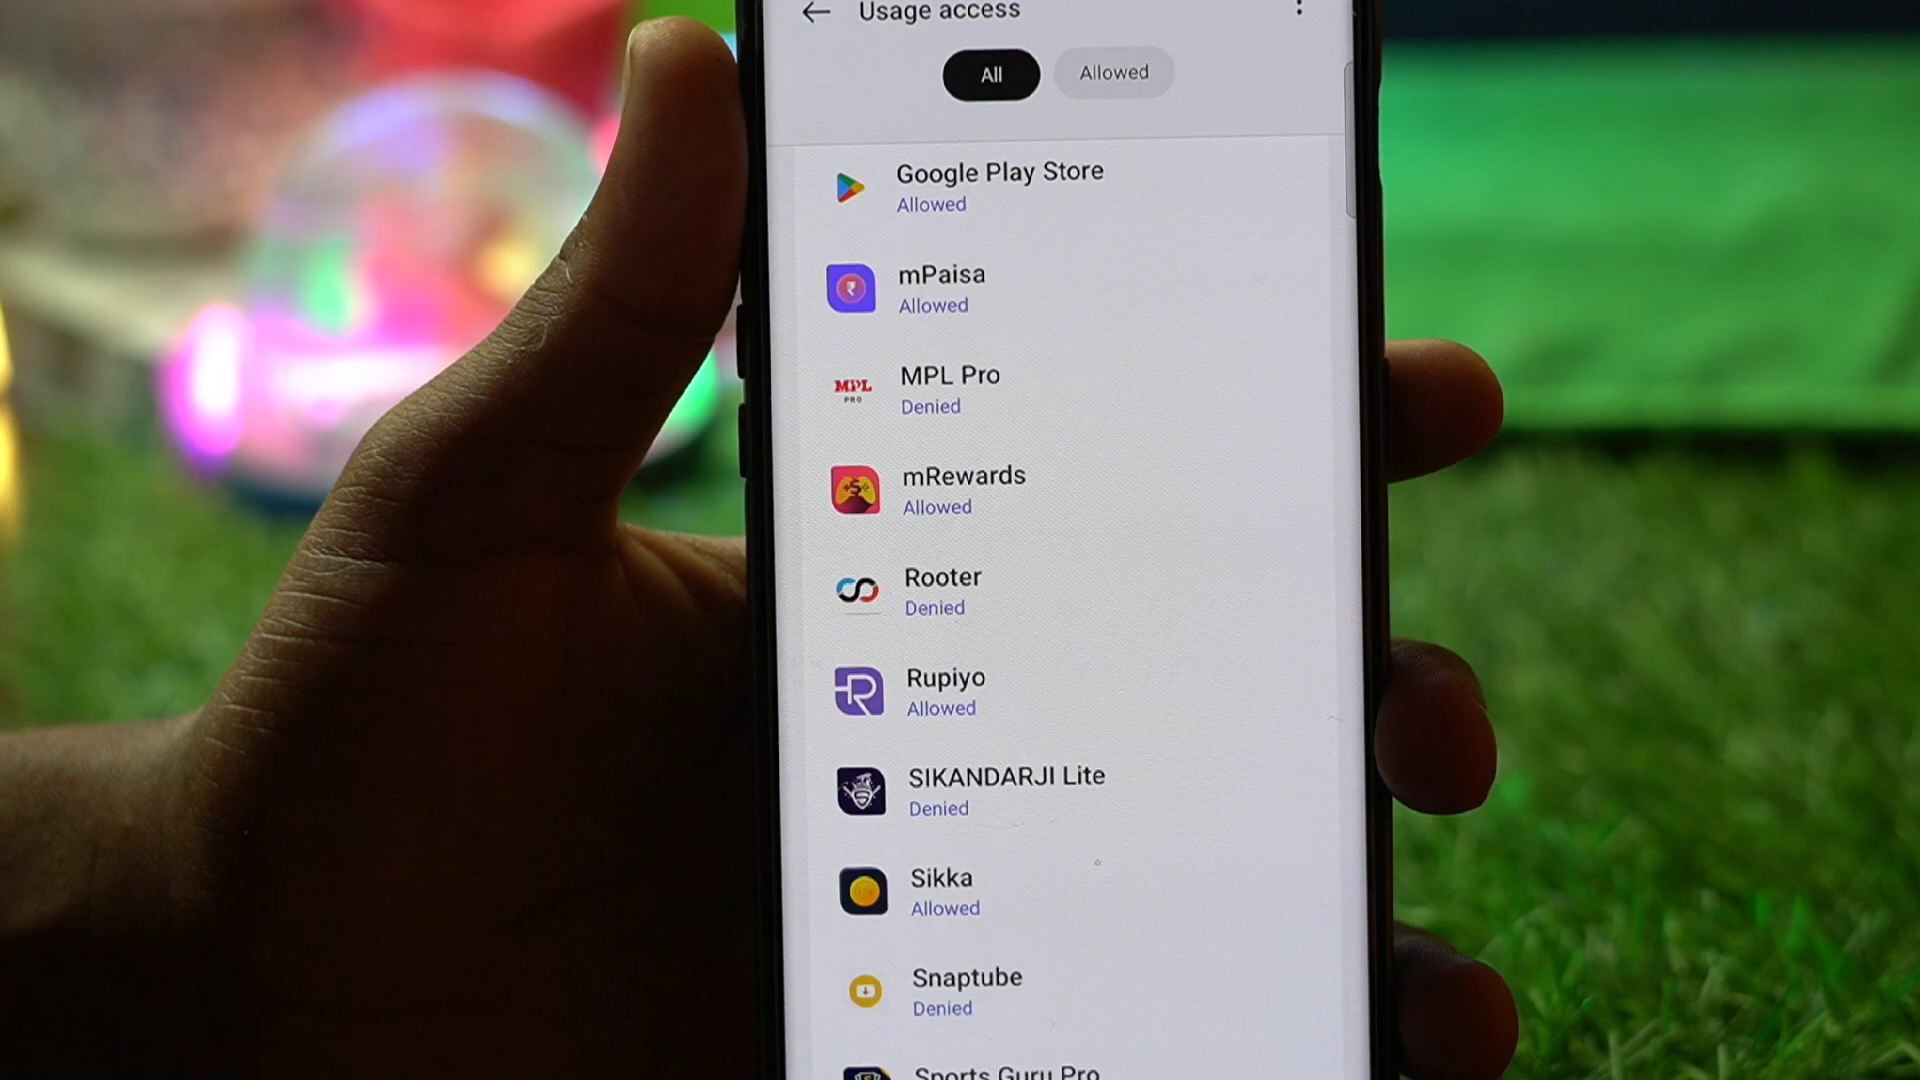 Usage access
All
Allowed
Google Play Store
Allowed
mPaisa
Allowed
MPL
PRO
MPL Pro
Denied
mRewards
Allowed
Rooter
Denied
Rupiyo
Allowed
SIKANDARJI Lite
Denied
Sikka
Allowed
Snaptube
Denied
Sports Guru Pro